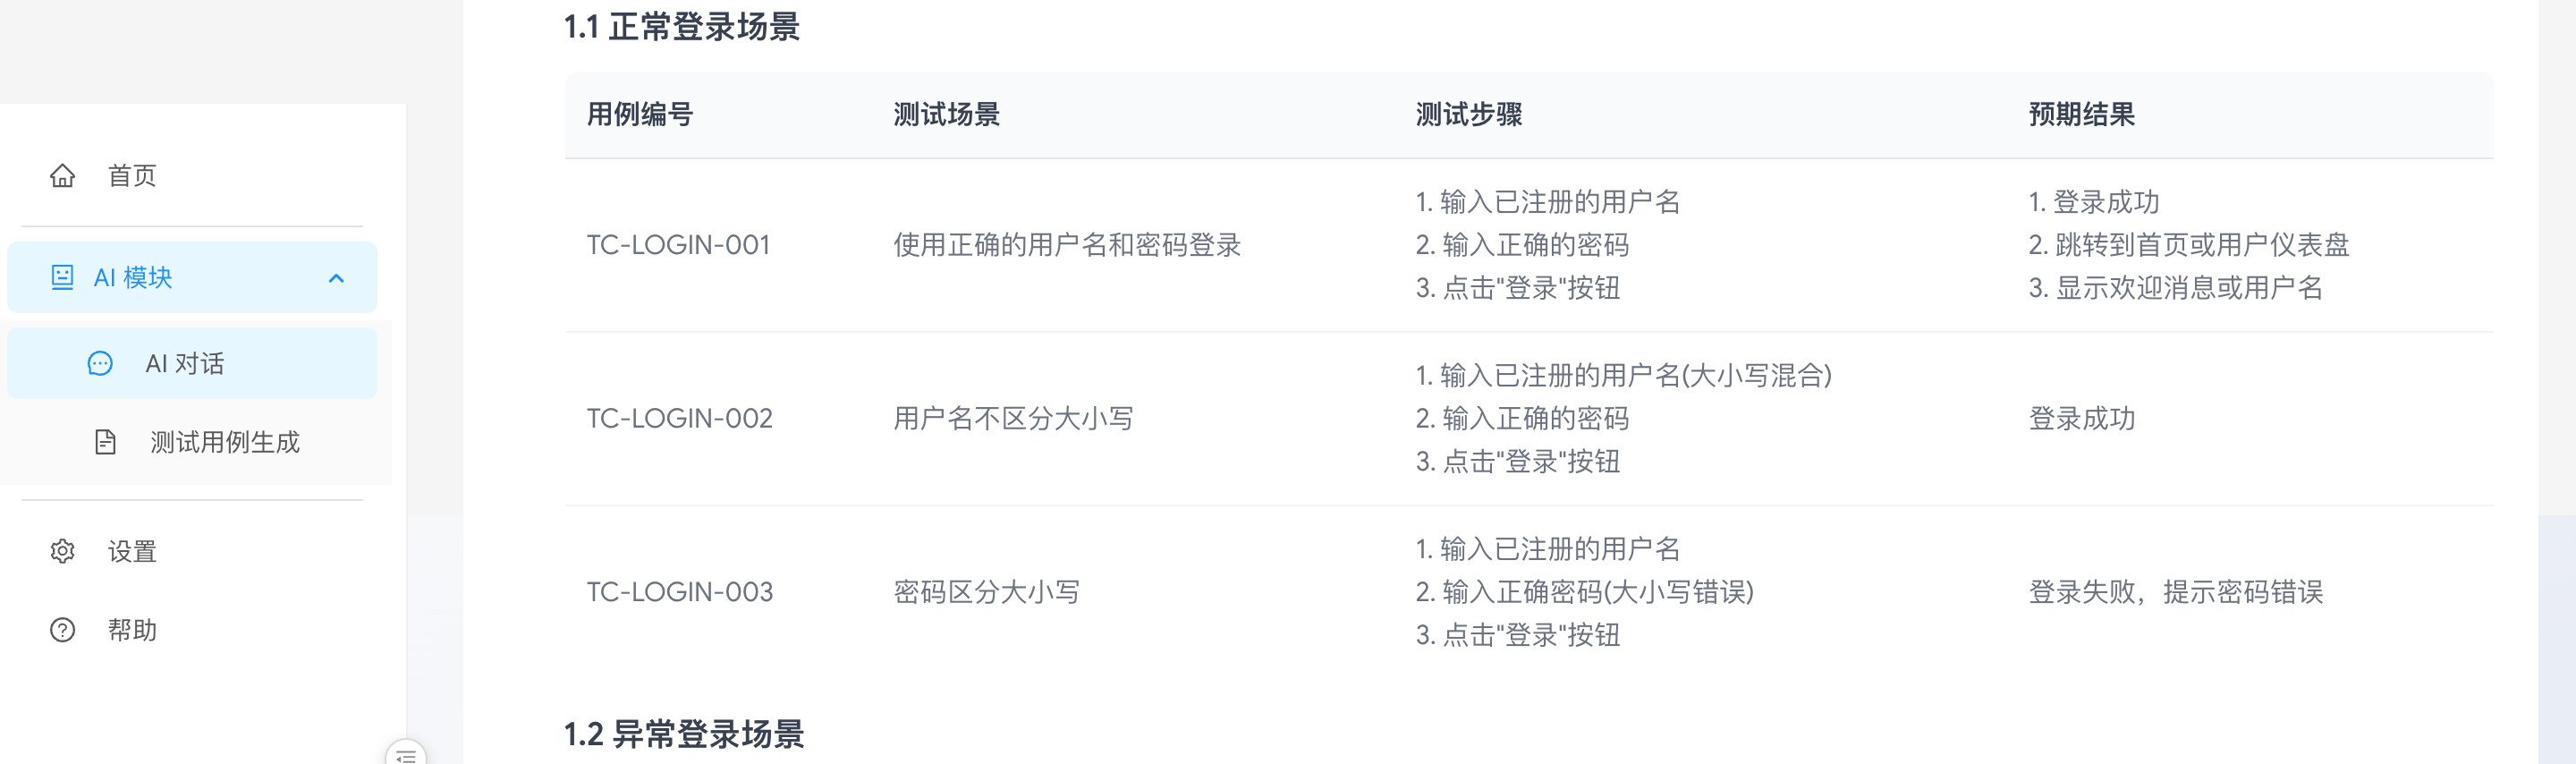 首页
AI 模块
AI 对话
测试用例生成
设置
帮助
1.1 正常登录场景
用例编号 测试场景 测试步骤 预期结果
TC-LOGIN-001
使用正确的用户名和密码登录
1. 输入已注册的用户名
2. 输入正确的密码
3. 点击"登录"按钮
1. 登录成功
2. 跳转到首页或用户仪表盘
3. 显示欢迎消息或用户名
TC-LOGIN-002
用户名不区分大小写
1. 输入已注册的用户名(大小写混合)
2. 输入正确的密码
3. 点击"登录"按钮
登录成功
TC-LOGIN-003
密码区分大小写
1. 输入已注册的用户名
2. 输入正确密码(大小写错误)
3. 点击"登录"按钮
登录失败，提示密码错误
1.2 异常登录场景